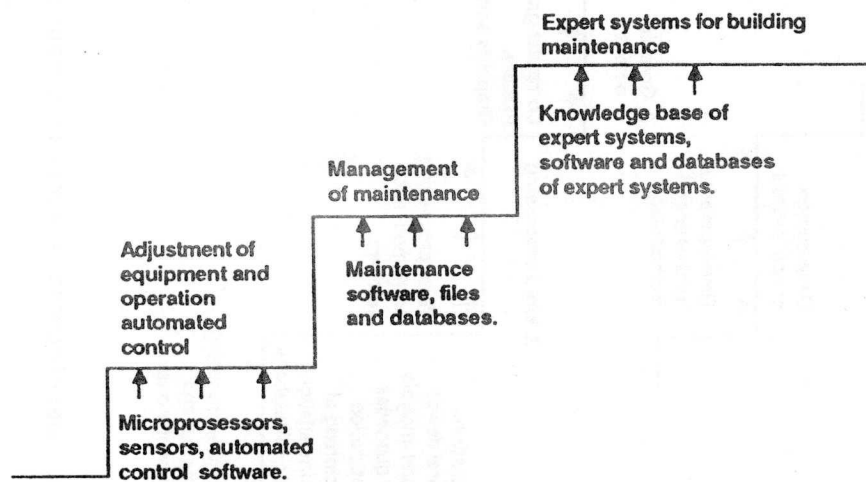 Expert systems for building
maintenance
Knowledge base of
expert systems,
software and databases
of expert systems.
Management
of maintenance
Maintenance
software, files
and databases.
Adjustment of
equipment and
operation
automated
control
Microprosessors,
sensors, automated
control software.